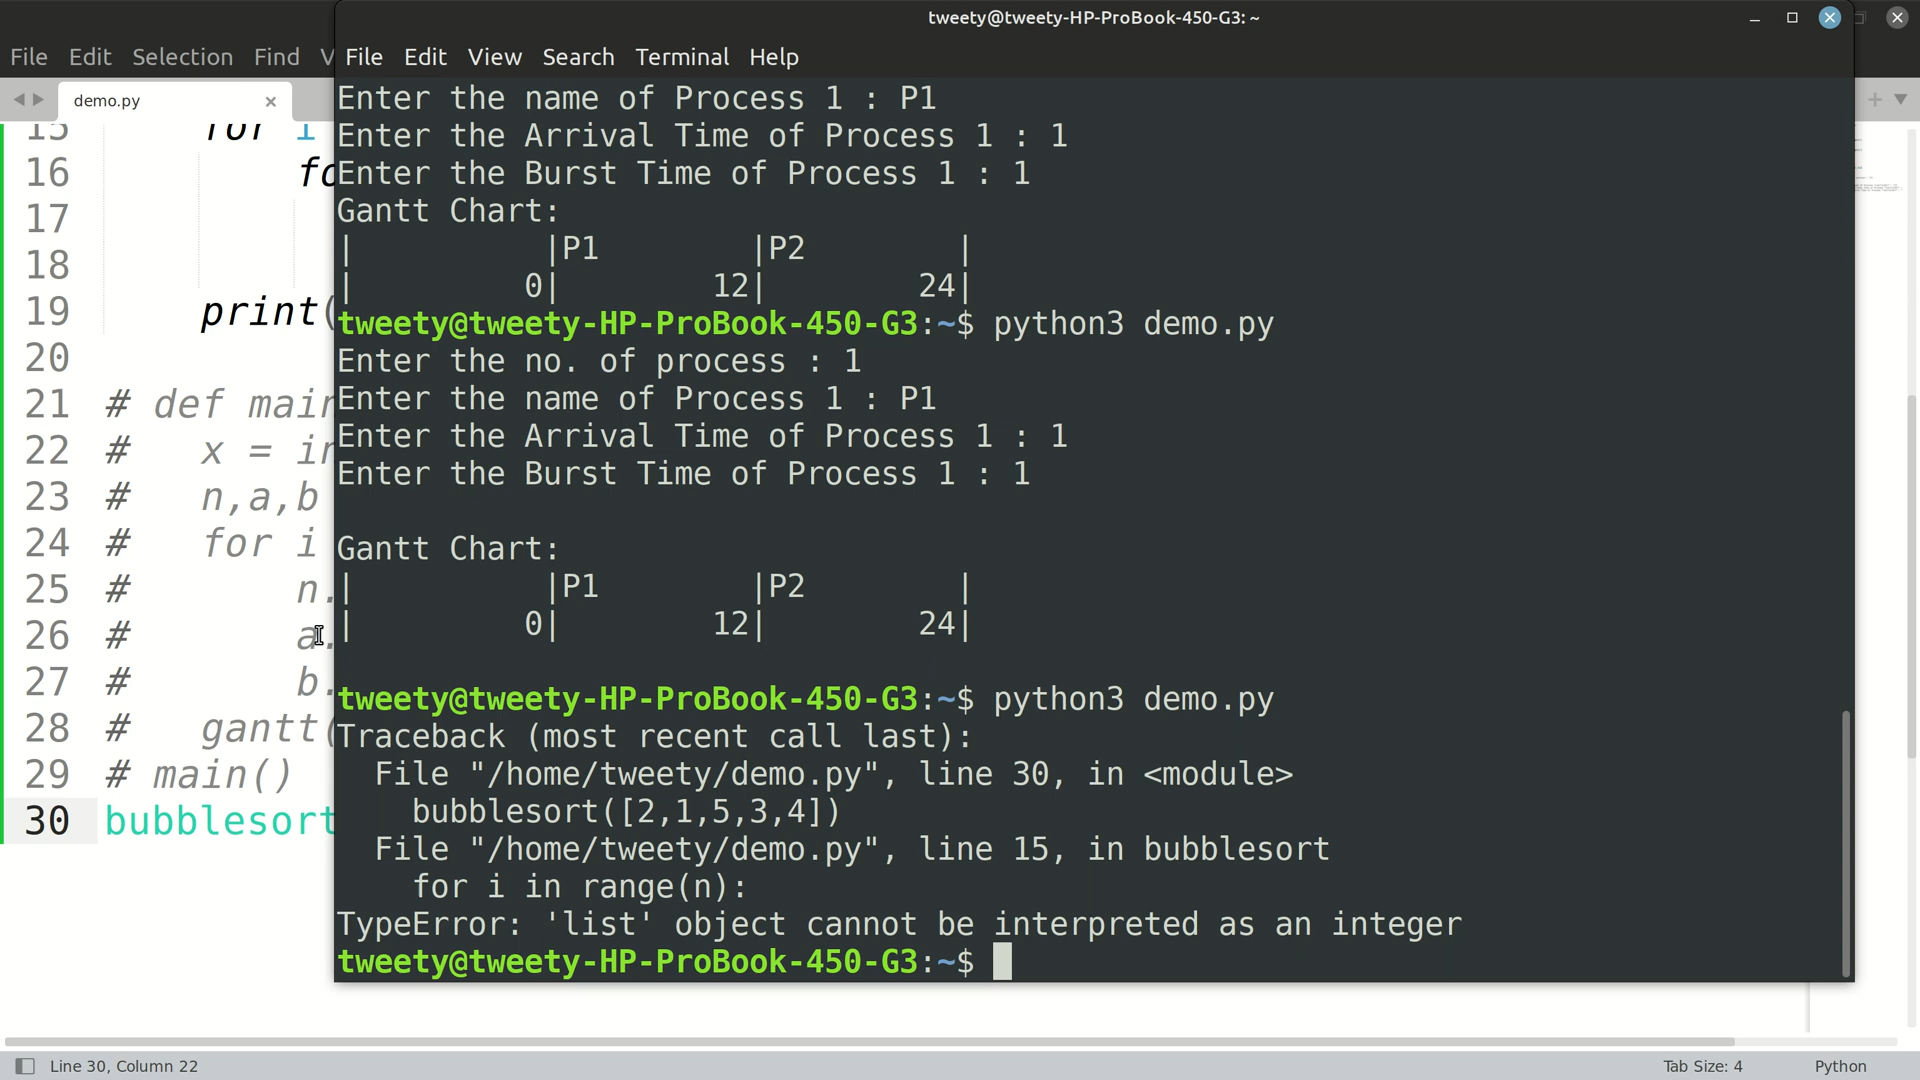 tweety@tweety-HP-ProBook-450-G3: ~
File Edit Selection Find V
File Edit View Search Terminal Help
demo.py
Enter the name of Process 1 : P1
Enter the Arrival Time of Process 1 : 1
Enter the Burst Time of Process 1 : 1
Gantt Chart:
|          |P1        |P2        |
|         0|        12|        24|
tweety@tweety-HP-ProBook-450-G3:~$ python3 demo.py
Enter the no. of process : 1
Enter the name of Process 1 : P1
Enter the Arrival Time of Process 1 : 1
Enter the Burst Time of Process 1 : 1
Gantt Chart:
|          |P1        |P2        |
|         0|        12|        24|
tweety@tweety-HP-ProBook-450-G3:~$ python3 demo.py
Traceback (most recent call last):
  File "/home/tweety/demo.py", line 30, in <module>
    bubblesort([2,1,5,3,4])
  File "/home/tweety/demo.py", line 15, in bubblesort
    for i in range(n):
TypeError: 'list' object cannot be interpreted as an integer
tweety@tweety-HP-ProBook-450-G3:~$
15 for i
16 fo
17
18
19 print(
20
21 # def main
22 # x = in
23 # n,a,b
24 # for i
25 # n.
26 # a.
27 # b.
28 # gantt(
29 # main()
30 bubblesort
Line 30, Column 22
Tab Size: 4
Python